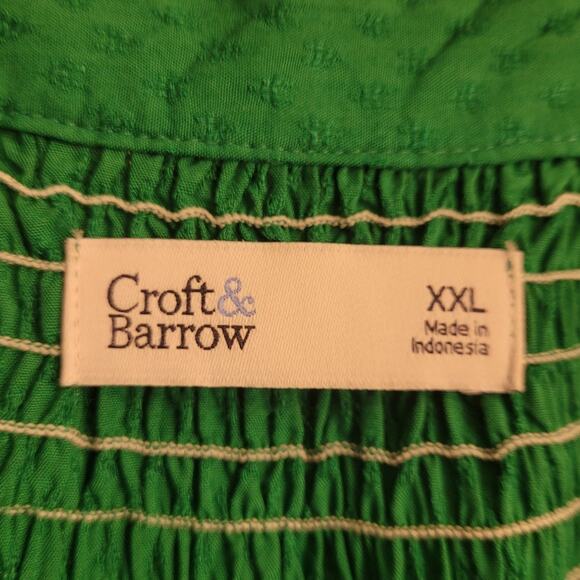 Croft&
Barrow
XXL
Made in
Indonesia